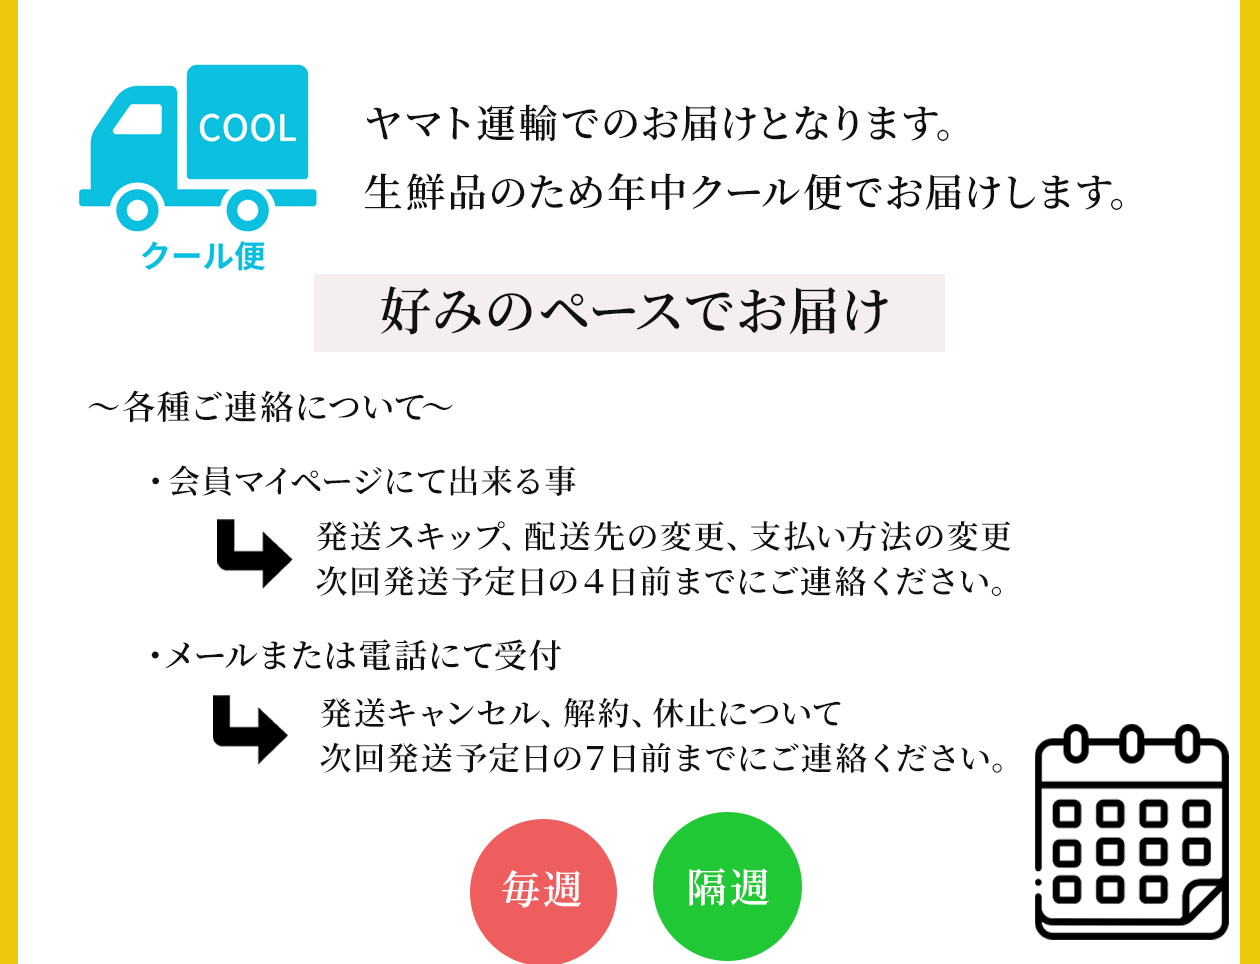 COOL
クール便
ヤマト運輸でのお届けとなります。
生鮮品のため年中クール便でお届けします。
好みのペースでお届け
～各種ご連絡について～
・会員マイページにて出来る事
発送スキップ、配送先の変更、支払い方法の変更
次回発送予定日の４日前までにご連絡ください。
・メールまたは電話にて受付
発送キャンセル、解約、休止について
次回発送予定日の７日前までにご連絡ください。
毎週
隔週